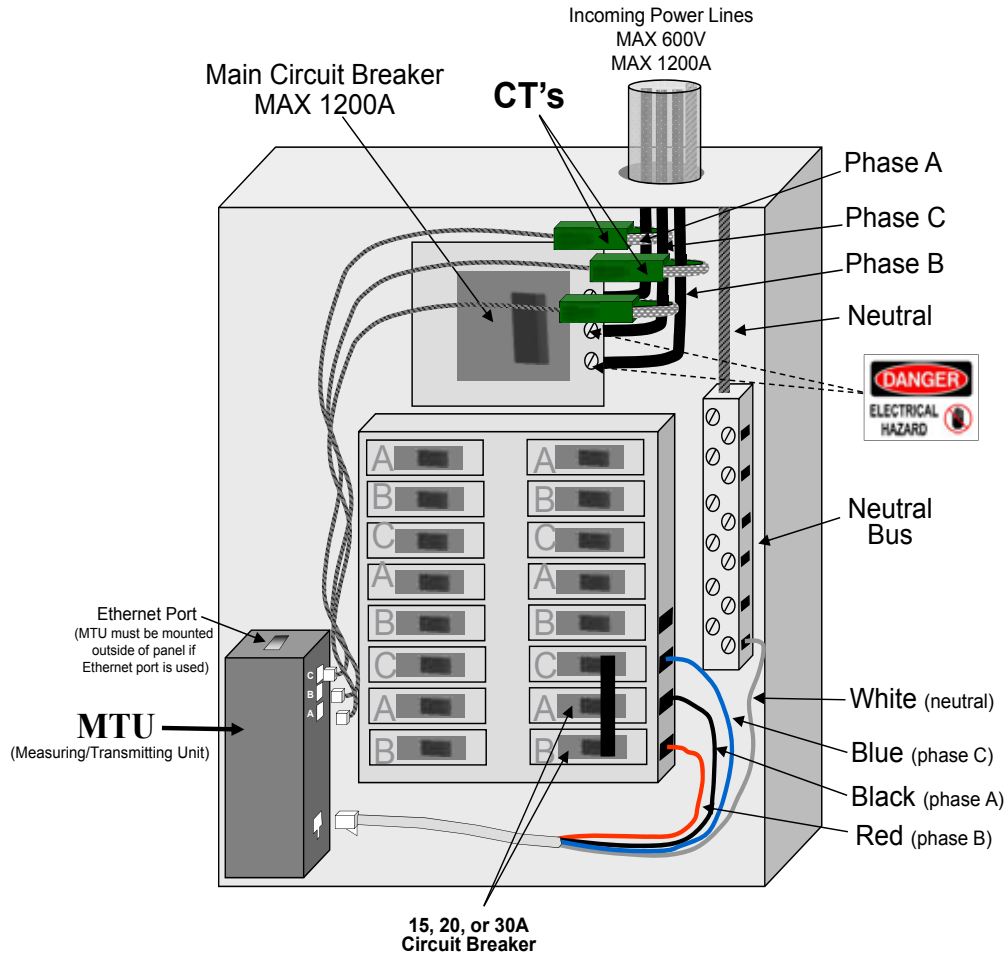 Incoming Power Lines
MAX 600V
MAX 1200A
Main Circuit Breaker
MAX 1200A
CT's
Phase A
Phase C
Phase B
Neutral
DANGER
ELECTRICAL
HAZARD
A
A
B
B
C
C
A
A
B
B
C
C
A
A
B
B
Neutral
Bus
Ethernet Port
(MTU must be mounted
outside of panel if
Ethernet port is used)
C
B
A
MTU
(Measuring/Transmitting Unit)
White (neutral)
Blue (phase C)
Black (phase A)
Red (phase B)
15, 20, or 30A
Circuit Breaker